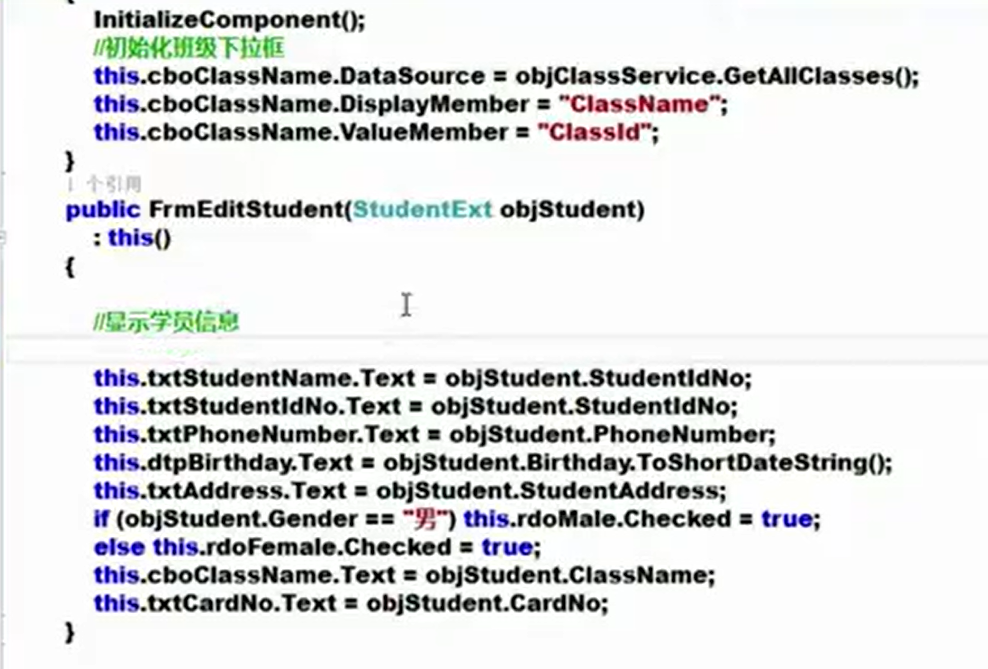 {
InitializeComponent();
//初始化班级下拉框
this.cboClassName.DataSource = objClassService.GetAllClasses();
this.cboClassName.DisplayMember = "ClassName";
this.cboClassName.ValueMember = "ClassId";
}
1 个引用
public FrmEditStudent(StudentExt objStudent)
: this()
{
//显示学员信息
this.txtStudentName.Text = objStudent.StudentIdNo;
this.txtStudentIdNo.Text = objStudent.StudentIdNo;
this.txtPhoneNumber.Text = objStudent.PhoneNumber;
this.dtpBirthday.Text = objStudent.Birthday.ToShortDateString();
this.txtAddress.Text = objStudent.StudentAddress;
if (objStudent.Gender == "男") this.rdoMale.Checked = true;
else this.rdoFemale.Checked = true;
this.cboClassName.Text = objStudent.ClassName;
this.txtCardNo.Text = objStudent.CardNo;
}